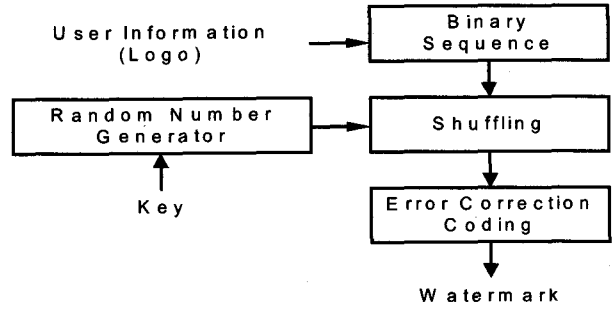 User Information
(Logo)
Binary
Sequence
Random Number
Generator
Shuffling
Key
Error Correction
Coding
Watermark